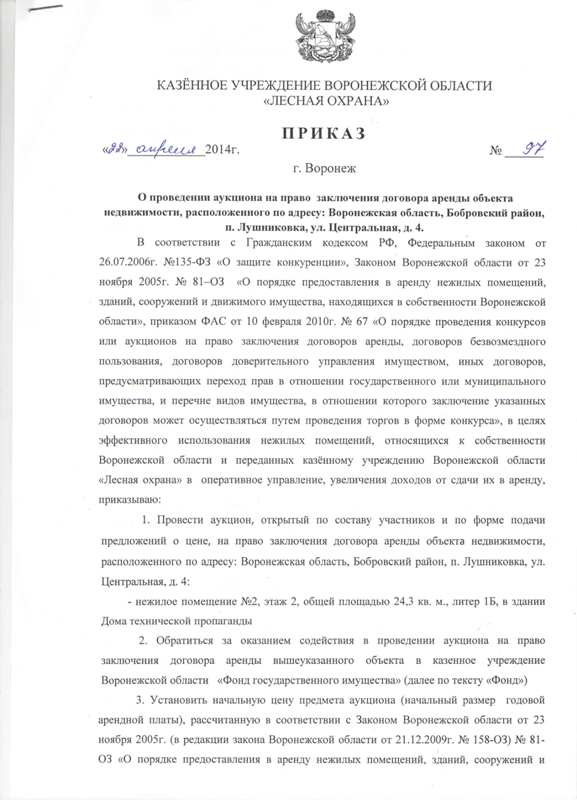 КАЗЁННОЕ УЧРЕЖДЕНИЕ ВОРОНЕЖСКОЙ ОБЛАСТИ
«ЛЕСНАЯ ОХРАНА»
ПРИКАЗ
«22» апреля 2014г. № 97
г. Воронеж
О проведении аукциона на право заключения договора аренды объекта
недвижимости, расположенного по адресу: Воронежская область, Бобровский район,
п. Лушниковка, ул. Центральная, д. 4.
В соответствии с Гражданским кодексом РФ, Федеральным законом от
26.07.2006г. №135-ФЗ «О защите конкуренции», Законом Воронежской области от 23
ноября 2005г. № 81–ОЗ «О порядке предоставления в аренду нежилых помещений,
зданий, сооружений и движимого имущества, находящихся в собственности Воронежской
области», приказом ФАС от 10 февраля 2010г. № 67 «О порядке проведения конкурсов
или аукционов на право заключения договоров аренды, договоров безвозмездного
пользования, договоров доверительного управления имуществом, иных договоров,
предусматривающих переход прав в отношении государственного или муниципального
имущества, и перечне видов имущества, в отношении которого заключение указанных
договоров может осуществляться путем проведения торгов в форме конкурса», в целях
эффективного использования нежилых помещений, относящихся к собственности
Воронежской области и переданных казённому учреждению Воронежской области
«Лесная охрана» в оперативное управление, увеличения доходов от сдачи их в аренду,
приказываю:
1. Провести аукцион, открытый по составу участников и по форме подачи
предложений о цене, на право заключения договора аренды объекта недвижимости,
расположенного по адресу: Воронежская область, Бобровский район, п. Лушниковка, ул.
Центральная, д. 4:
- нежилое помещение №2, этаж 2, общей площадью 24,3 кв. м., литер 1Б, в здании
Дома технической пропаганды
2. Обратиться за оказанием содействия в проведении аукциона на право
заключения договора аренды вышеуказанного объекта в казенное учреждение
Воронежской области «Фонд государственного имущества» (далее по тексту «Фонд»)
3. Установить начальную цену предмета аукциона (начальный размер годовой
арендной платы), рассчитанную в соответствии с Законом Воронежской области от 23
ноября 2005г. (в редакции закона Воронежской области от 21.12.2009г. № 158-ОЗ) № 81-
ОЗ «О порядке предоставления в аренду нежилых помещений, зданий, сооружений и